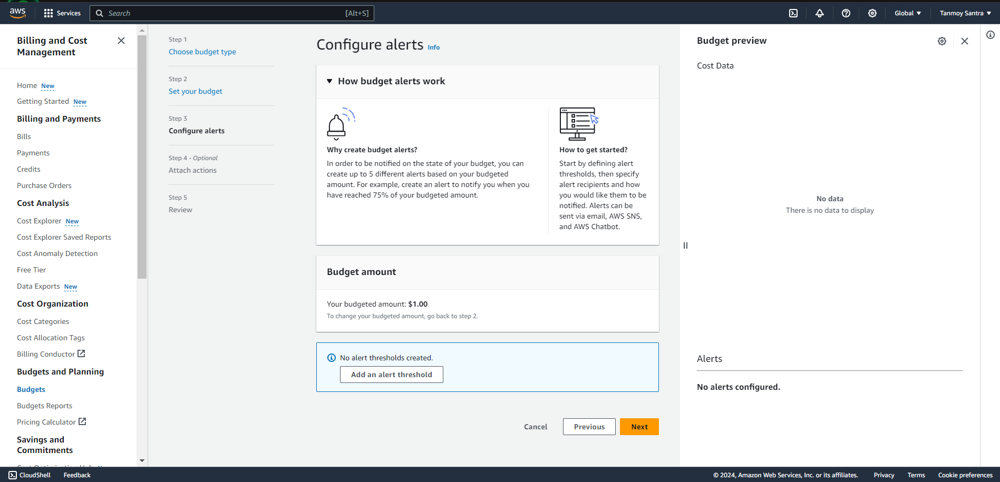 aws
Services
Search
[Alt+S]
Global
Tanmoy Santra
Billing and Cost
Management
Home New
Getting Started New
Billing and Payments
Bills
Payments
Credits
Purchase Orders
Cost Analysis
Cost Explorer New
Cost Explorer Saved Reports
Cost Anomaly Detection
Free Tier
Data Exports New
Cost Organization
Cost Categories
Cost Allocation Tags
Billing Conductor
Budgets and Planning
Budgets
Budgets Reports
Pricing Calculator
Savings and
Commitments
Step 1
Choose budget type
Step 2
Set your budget
Step 3
Configure alerts
Step 4 - Optional
Attach actions
Step 5
Review
Configure alerts Info
How budget alerts work
Why create budget alerts?
In order to be notified on the state of your budget, you can
create up to 5 different alerts based on your budgeted
amount. For example, create an alert to notify you when you
have reached 75% of your budgeted amount.
How to get started?
Start by defining alert
thresholds, then specify
alert recipients and how
you would like them to be
notified. Alerts can be
sent via email, AWS SNS,
and AWS Chatbot.
Budget amount
Your budgeted amount: $1.00
To change your budgeted amount, go back to step 2.
No alert thresholds created.
Add an alert threshold
Cancel
Previous
Next
Budget preview
Cost Data
No data
There is no data to display
Alerts
No alerts configured.
CloudShell
Feedback
© 2024, Amazon Web Services, Inc. or its affiliates.
Privacy
Terms
Cookie preferences